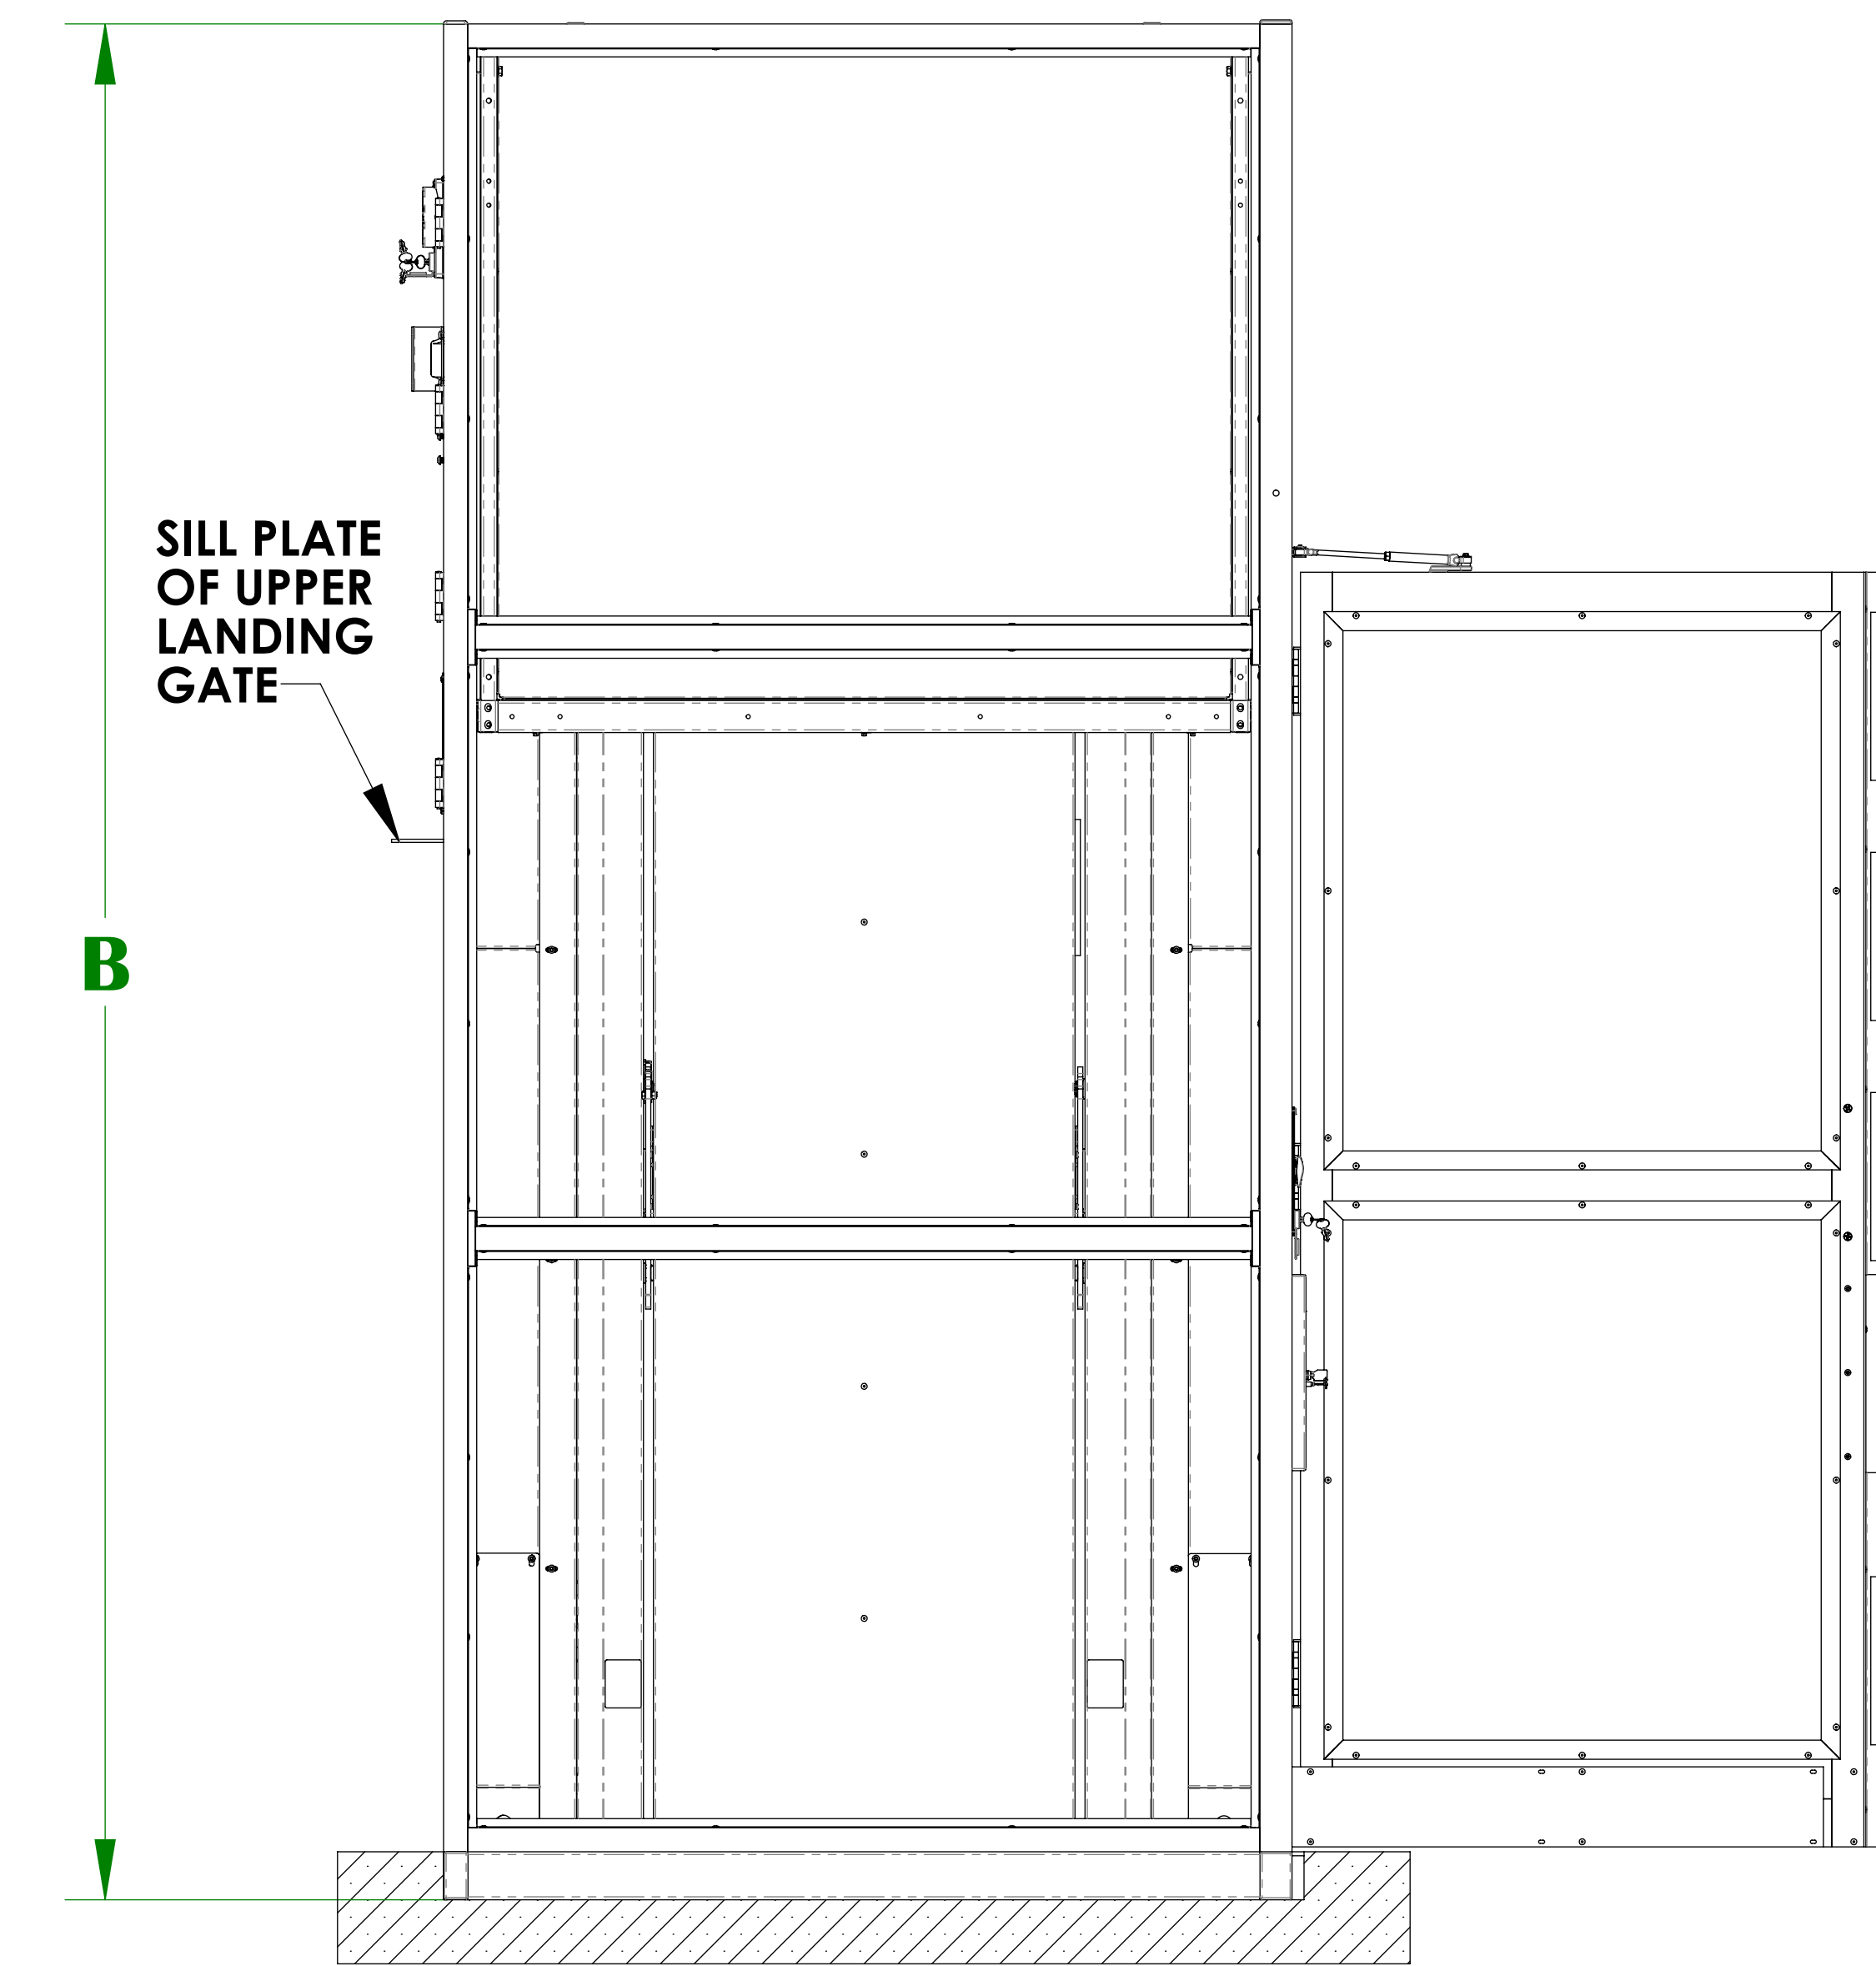 SILL PLATE
OF UPPER
LANDING
GATE
B